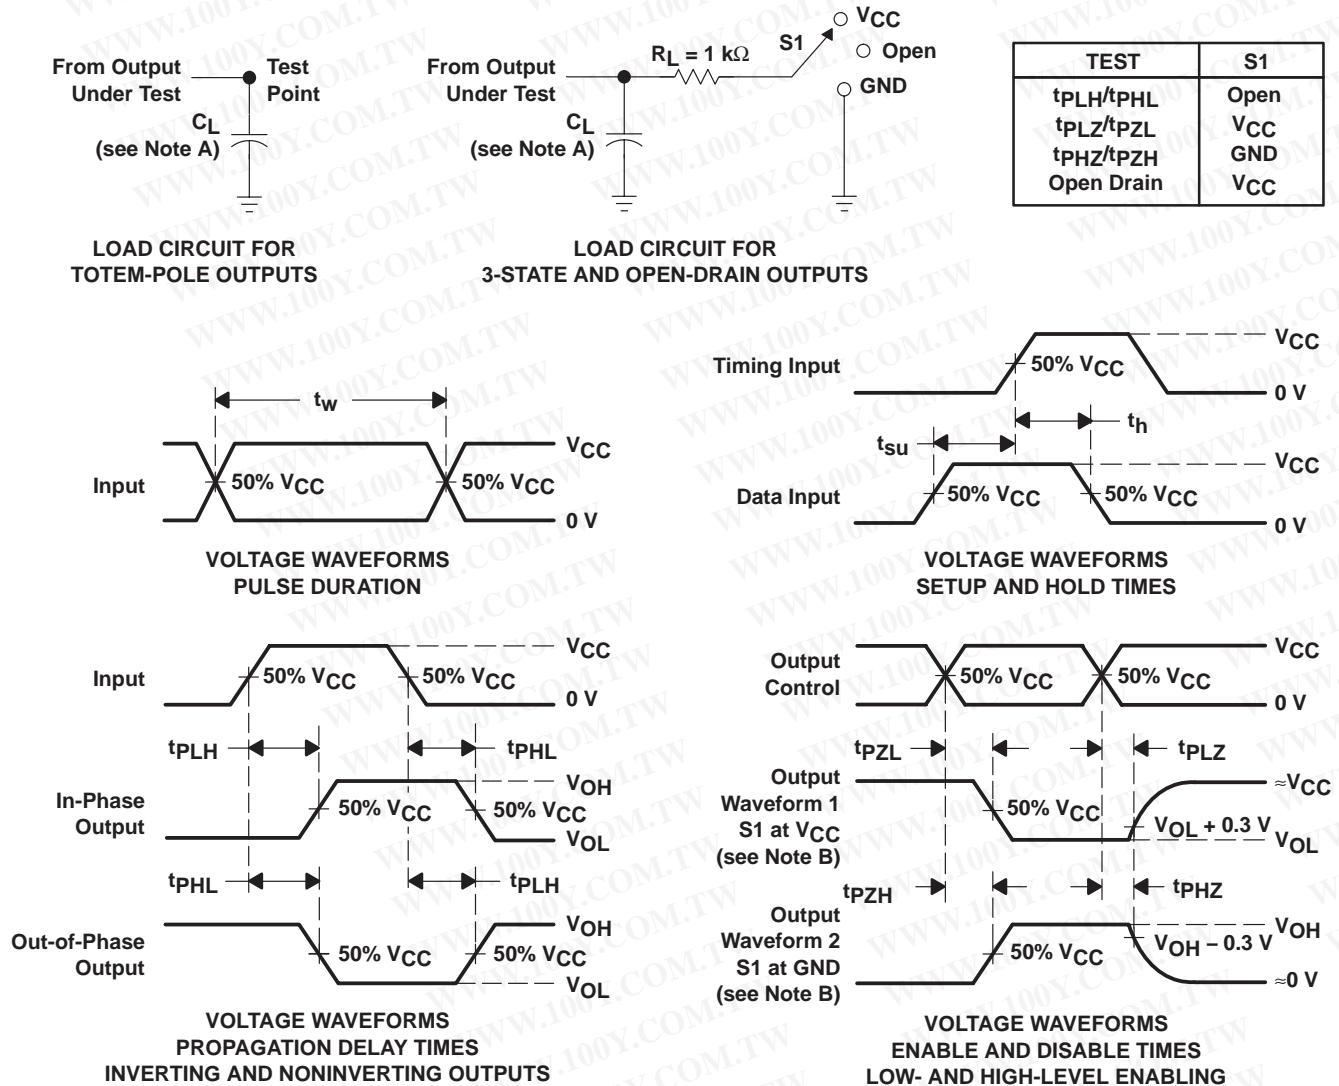 From Output
Under Test
Test
Point
CL
(see Note A)
LOAD CIRCUIT FOR
TOTEM-POLE OUTPUTS
From Output
Under Test
RL = 1 kΩ
S1
VCC
Open
GND
CL
(see Note A)
LOAD CIRCUIT FOR
3-STATE AND OPEN-DRAIN OUTPUTS
TEST S1
tPLH/tPHL Open
tPLZ/tPZL VCC
tPHZ/tPZH GND
Open Drain VCC
tw
Input
50% VCC
50% VCC
VCC
0 V
VOLTAGE WAVEFORMS
PULSE DURATION
Timing Input
50% VCC
VCC
0 V
tsu
th
Data Input
50% VCC
50% VCC
VCC
0 V
VOLTAGE WAVEFORMS
SETUP AND HOLD TIMES
Input
50% VCC
50% VCC
VCC
0 V
tPLH
tPHL
In-Phase
Output
50% VCC
50% VCC
VOH
VOL
tPHL
tPLH
Out-of-Phase
Output
50% VCC
50% VCC
VOH
VOL
VOLTAGE WAVEFORMS
PROPAGATION DELAY TIMES
INVERTING AND NONINVERTING OUTPUTS
Output
Control
50% VCC
50% VCC
VCC
0 V
tPZL
tPLZ
Output
Waveform 1
S1 at VCC
(see Note B)
50% VCC
≈VCC
VOL + 0.3 V
VOL
tPZH
tPHZ
Output
Waveform 2
S1 at GND
(see Note B)
50% VCC
VOH
VOH − 0.3 V
≈0 V
VOLTAGE WAVEFORMS
ENABLE AND DISABLE TIMES
LOW- AND HIGH-LEVEL ENABLING
WWW.100Y.COM.TW